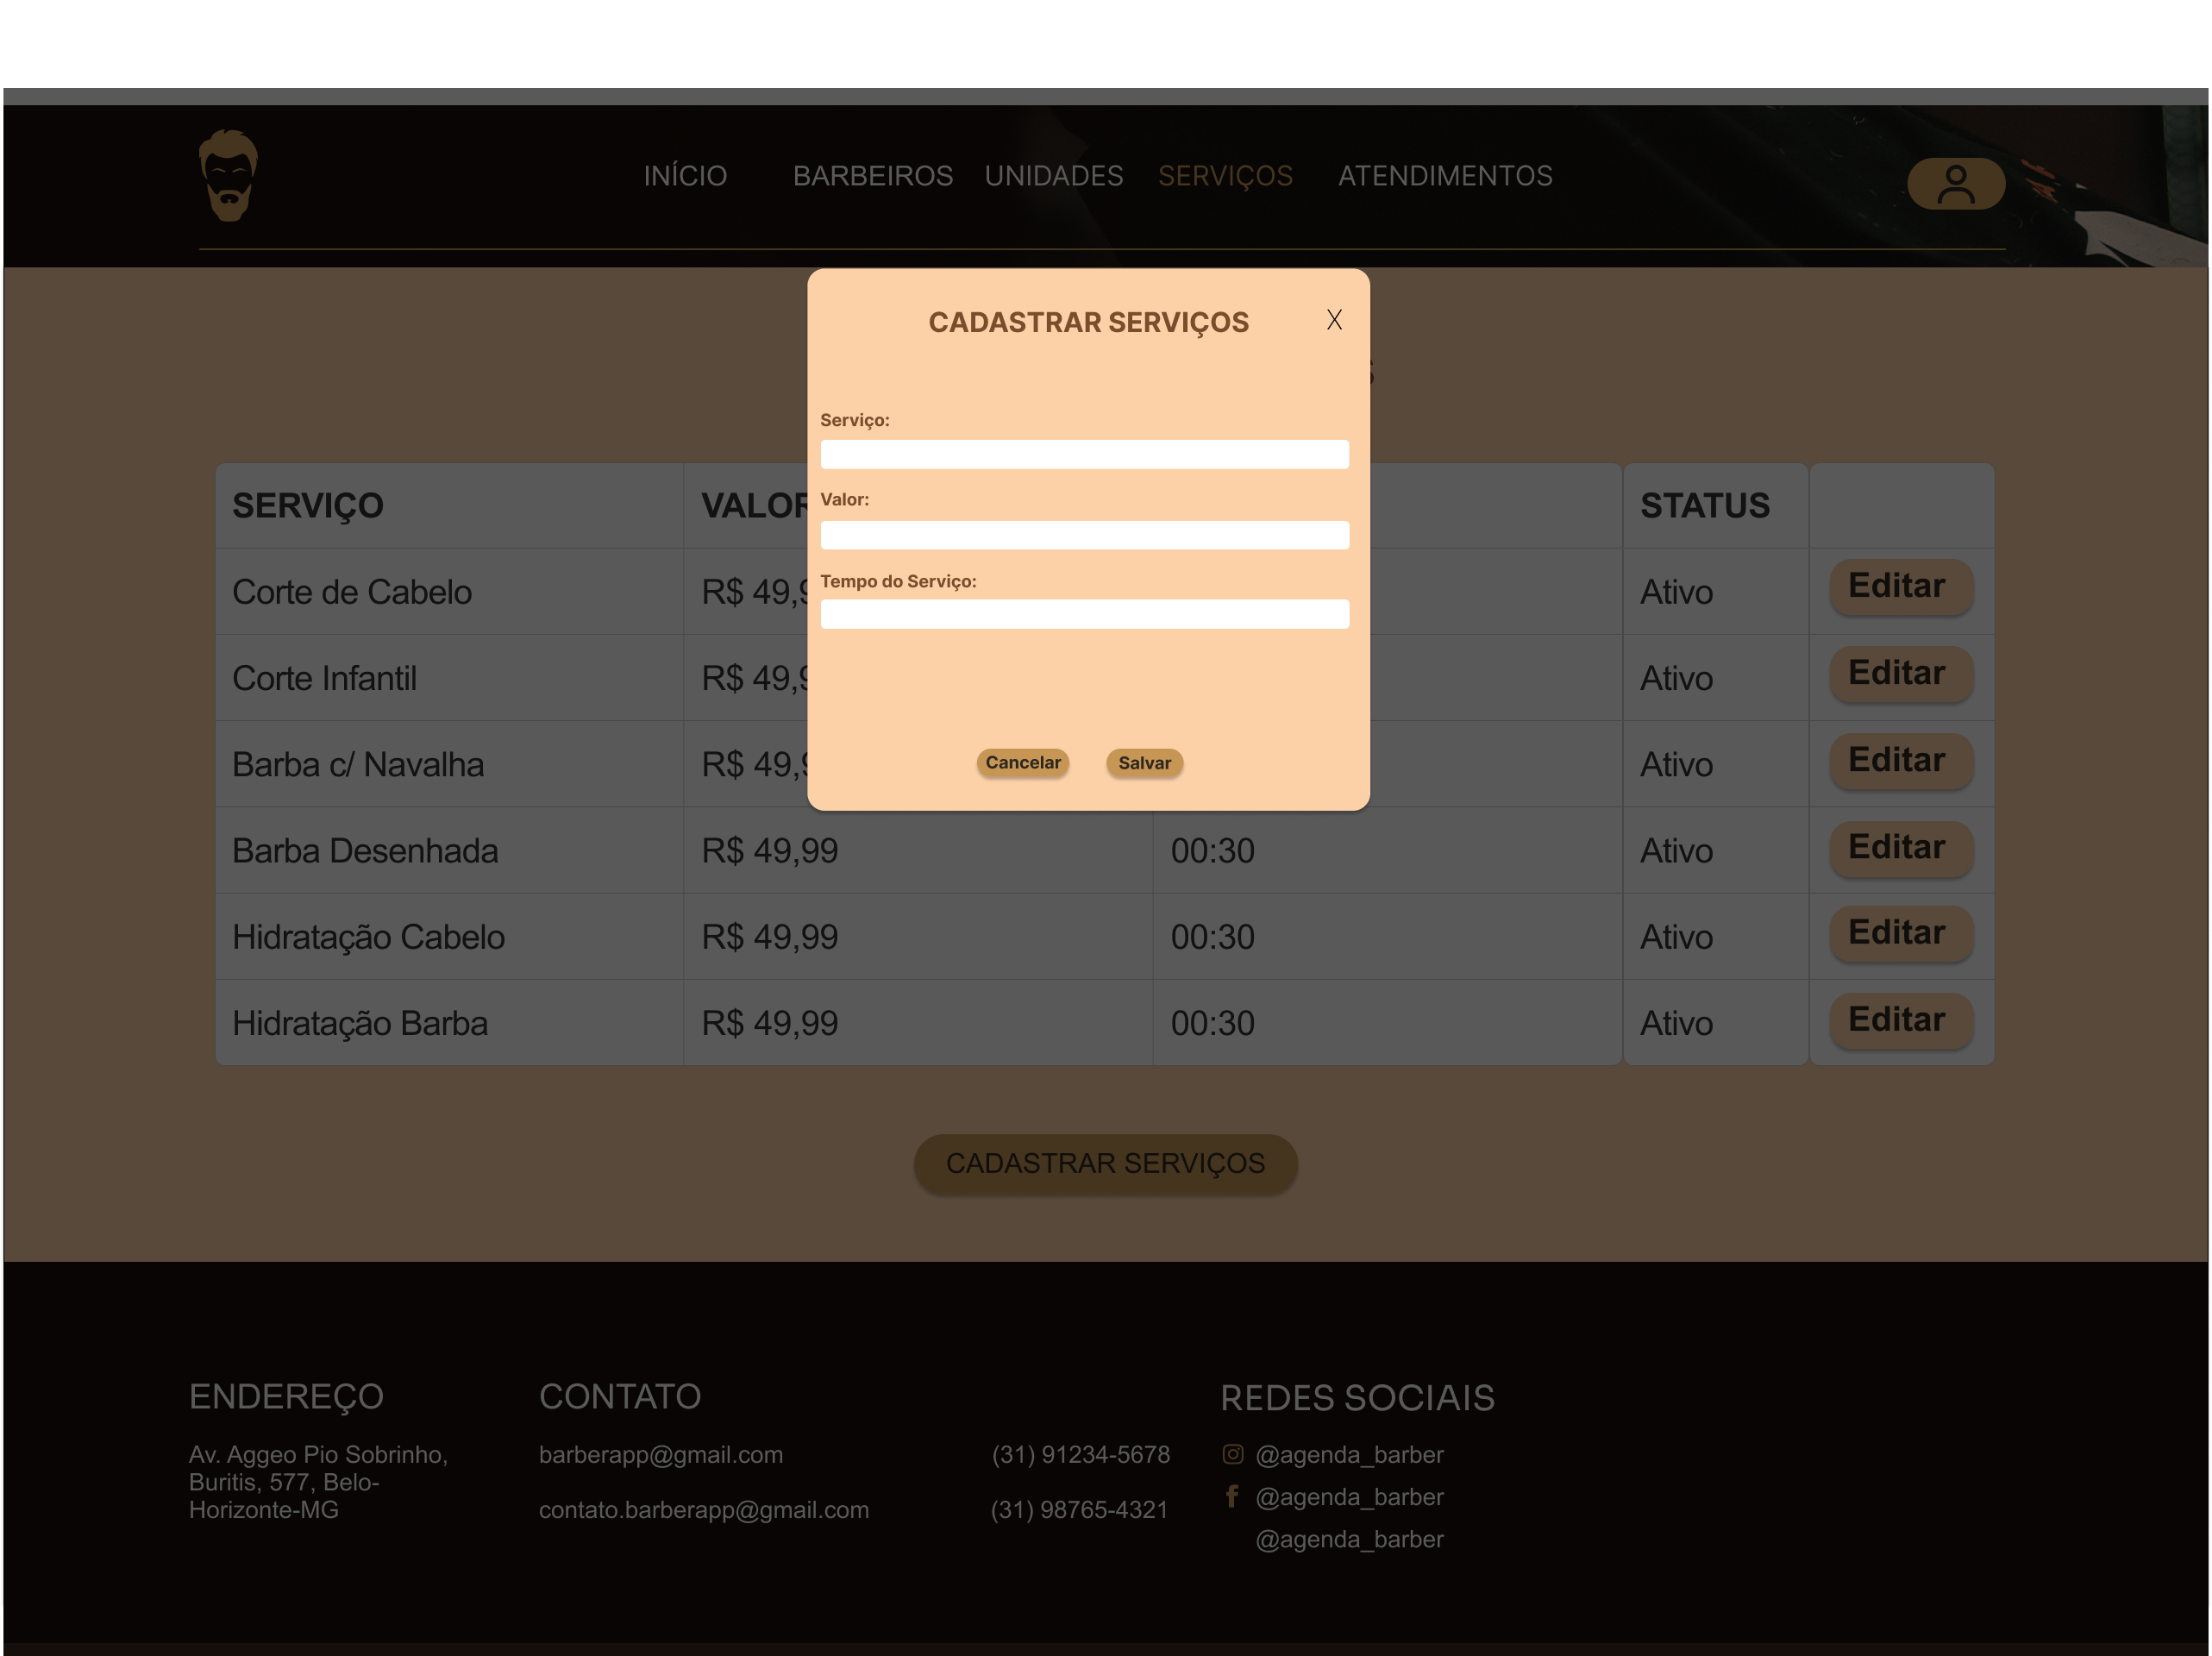 INÍCIO BARBEIROS UNIDADES SERVIÇOS ATENDIMENTOS
CADASTRAR SERVIÇOS X
Serviço:
Valor:
Tempo do Serviço:
Cancelar Salvar
SERVIÇO VALOR STATUS
Corte de Cabelo R$ 49,9 Ativo Editar
Corte Infantil R$ 49,9 Ativo Editar
Barba c/ Navalha R$ 49,9 Ativo Editar
Barba Desenhada R$ 49,99 00:30 Ativo Editar
Hidratação Cabelo R$ 49,99 00:30 Ativo Editar
Hidratação Barba R$ 49,99 00:30 Ativo Editar
CADASTRAR SERVIÇOS
ENDEREÇO
Av. Aggeo Pio Sobrinho,
Buritis, 577, Belo-
Horizonte-MG
CONTATO
barberapp@gmail.com (31) 91234-5678
contato.barberapp@gmail.com (31) 98765-4321
REDES SOCIAIS
@agenda_barber
@agenda_barber
@agenda_barber